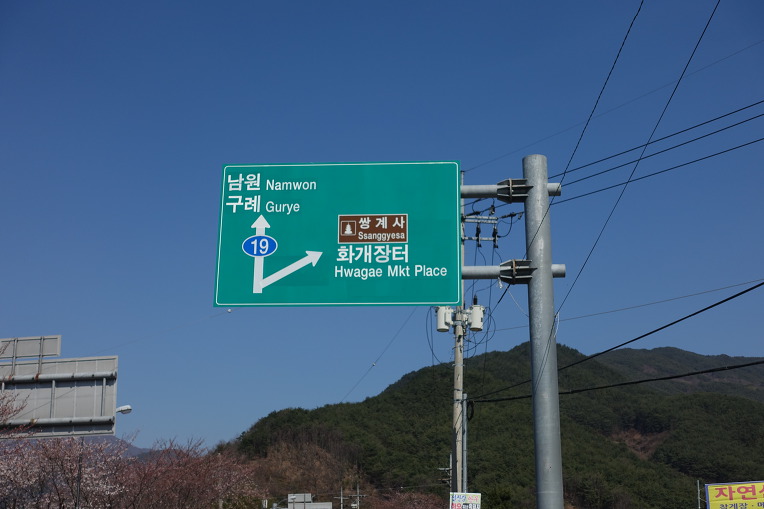 남원 Namwon
구례 Gurye
19
쌍계사
Ssanggyesa
화개장터
Hwagae Mkt Place
자연산